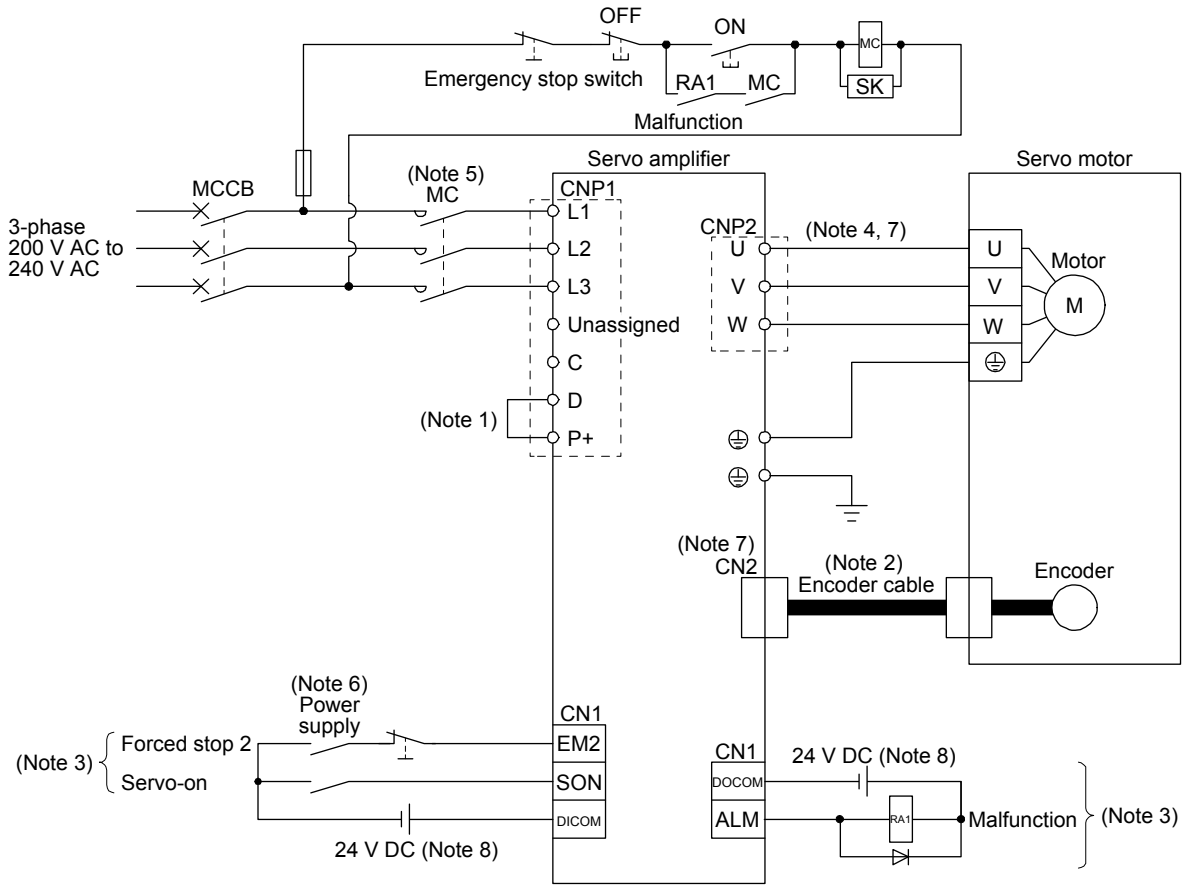 OFF
ON
MC
Emergency stop switch
RA1
MC
SK
Malfunction
Servo amplifier
Servo motor
MCCB
(Note 5)
MC
CNP1
L1
3-phase
200 V AC to
240 V AC
CNP2
U
(Note 4, 7)
U
Motor
L2
V
V
M
L3
W
W
Unassigned
C
D
(Note 1)
P+
(Note 7)
CN2
(Note 2)
Encoder cable
Encoder
(Note 6)
Power
supply
CN1
(Note 3)
Forced stop 2
EM2
Servo-on
SON
DICOM
24 V DC (Note 8)
CN1
24 V DC (Note 8)
DOCOM
ALM
RA1
Malfunction
(Note 3)